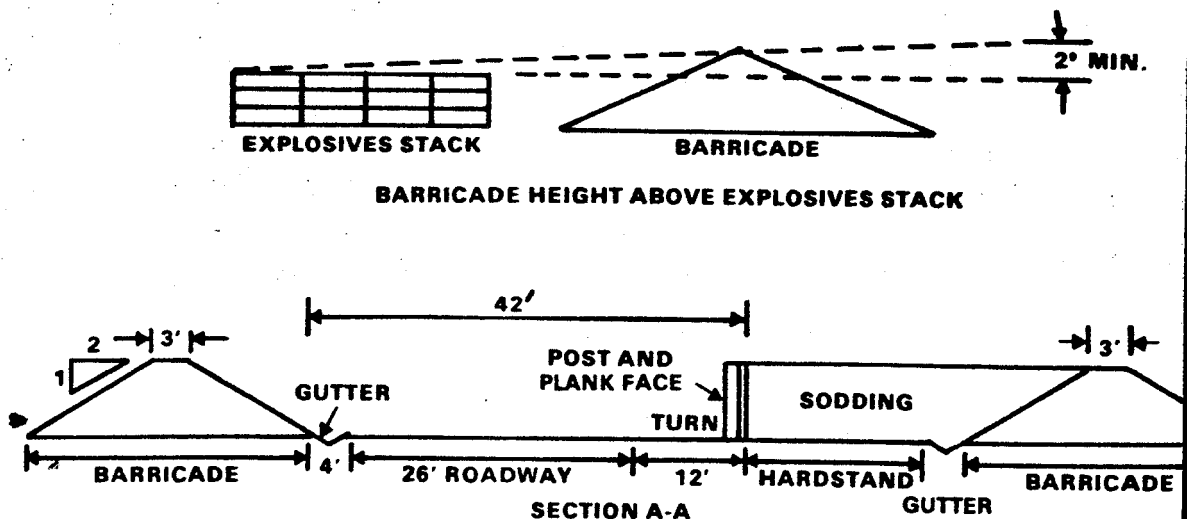 2° MIN.
EXPLOSIVES STACK
BARRICADE
BARRICADE HEIGHT ABOVE EXPLOSIVES STACK
42'
2
3'
1
GUTTER
POST AND
PLANK FACE
TURN
SODDING
3'
BARRICADE
4'
26' ROADWAY
12'
HARDSTAND
GUTTER
BARRICADE
SECTION A-A